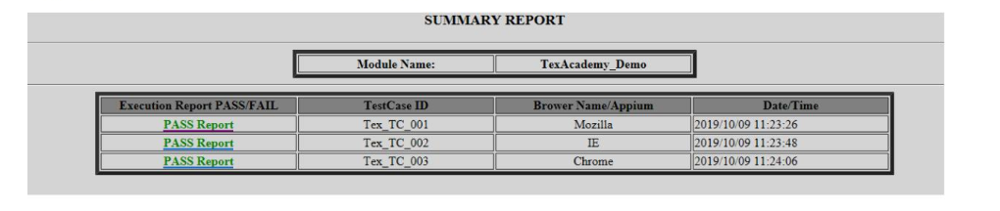 SUMMARY REPORT
Module Name: TexAcademy_Demo
Execution Report PASS/FAIL TestCase ID Brower Name/Appium Date/Time
PASS Report Tex_TC_001 Mozilla 2019/10/09 11:23:26
PASS Report Tex_TC_002 IE 2019/10/09 11:23:48
PASS Report Tex_TC_003 Chrome 2019/10/09 11:24:06